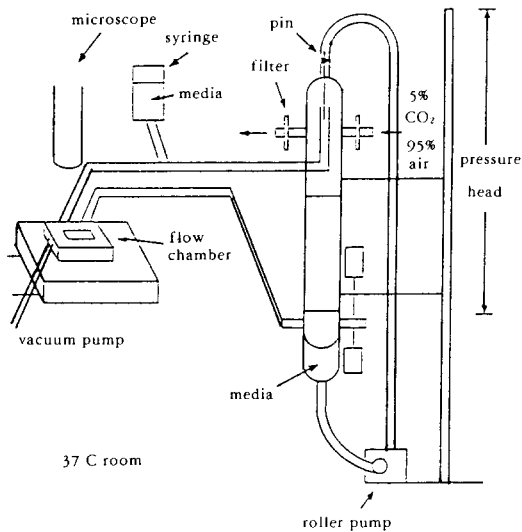 microscope
syringe
media
pin
filter
5%
CO₂
95%
air
pressure
head
flow
chamber
vacuum pump
media
37 C room
roller pump